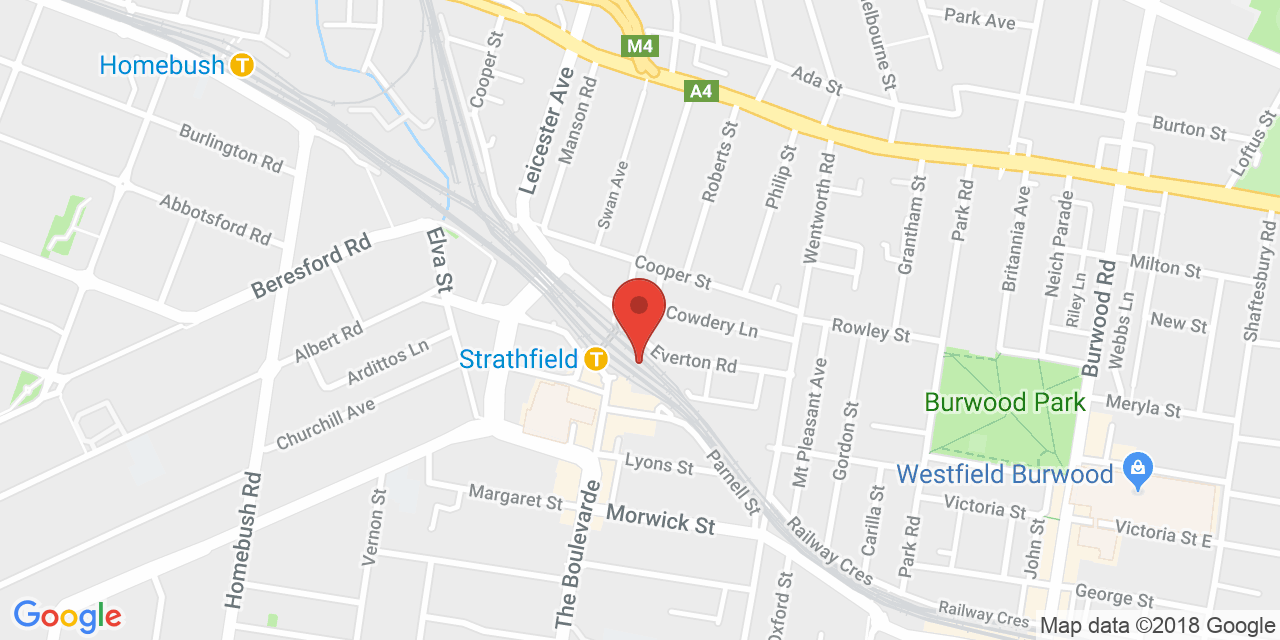 Park Ave
Melbourne St
Cooper St
M4
Homebush
T
Leicester Ave
Manson Rd
Ada St
A4
Burton St
Loftus St
Burlington Rd
Roberts St
Philip St
Wentworth Rd
Swan Ave
Abbotsford Rd
Grantham St
Park Rd
Britannia Ave
Neich Parade
Beresford Rd
Elva St
Cooper St
Milton St
Riley Ln
Burwood Rd
Webbs Ln
Shaftesbury Rd
Cowdery Ln
Rowley St
New St
Albert Rd
Ardittos Ln
Strathfield
T
Everton Rd
Mt Pleasant Ave
Gordon St
Burwood Park
Meryla St
Churchill Ave
Lyons St
Parnell St
Westfield Burwood
Margaret St
Morwick St
Victoria St
Victoria St E
Homebush Rd
Vernon St
The Boulevarde
Carilla St
Park Rd
John St
Railway Cres
Oxford St
George St
Railway Cres
Google
Map data ©2018 Google